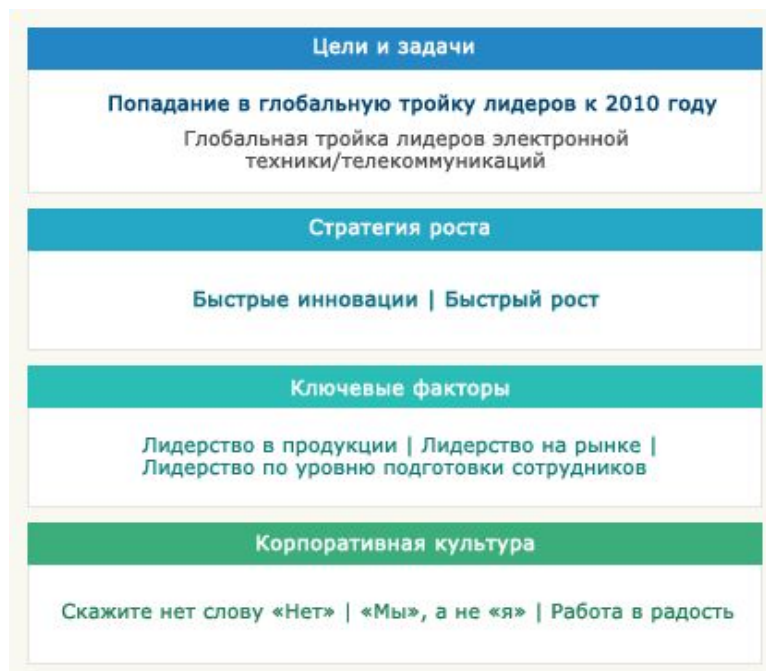 Цели и задачи
Попадание в глобальную тройку лидеров к 2010 году
Глобальная тройка лидеров электронной
техники/телекоммуникаций
Стратегия роста
Быстрые инновации | Быстрый рост
Ключевые факторы
Лидерство в продукции | Лидерство на рынке |
Лидерство по уровню подготовки сотрудников
Корпоративная культура
Скажите нет слову «Нет» | «Мы», а не «я» | Работа в радость